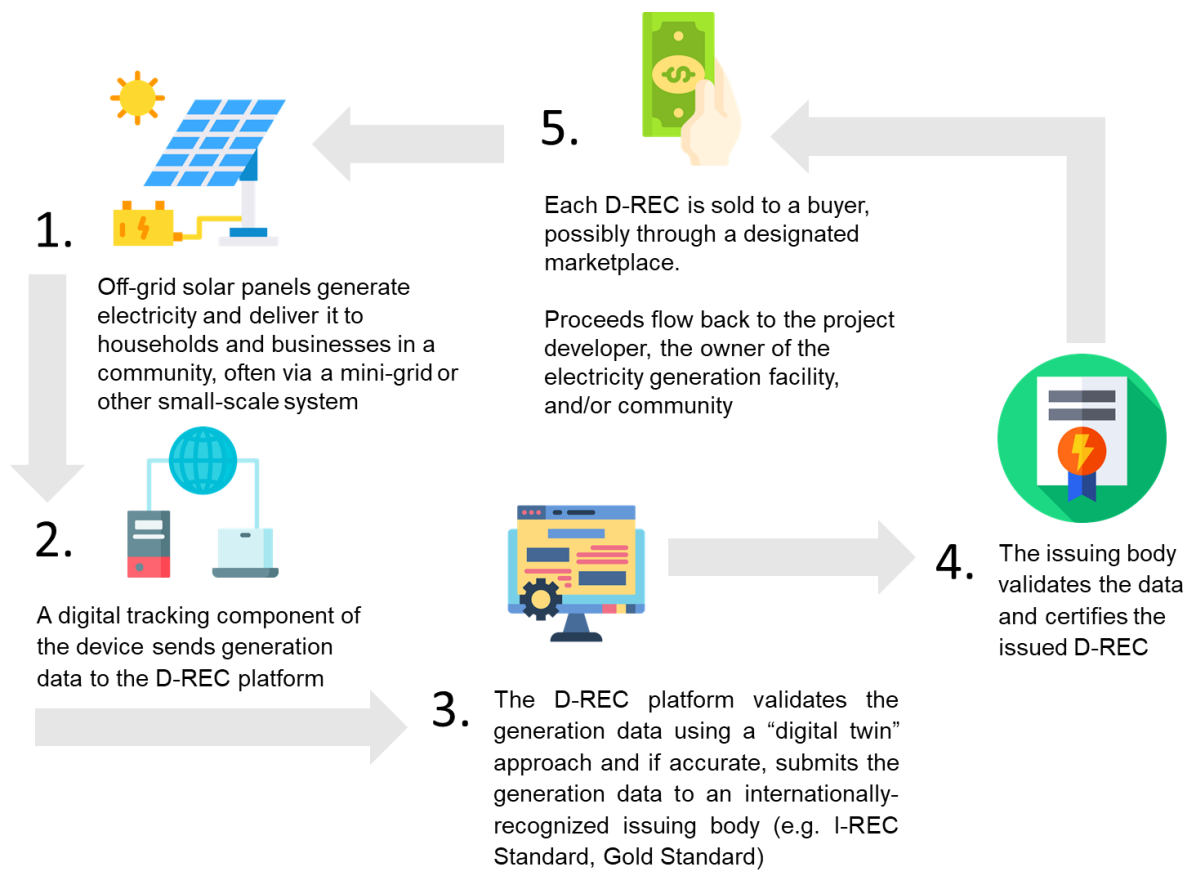 1.
Off-grid solar panels generate
electricity and deliver it to
households and businesses in a
community, often via a mini-grid or
other small-scale system
2.
A digital tracking component of
the device sends generation
data to the D-REC platform
3.
The D-REC platform validates the
generation data using a “digital twin”
approach and if accurate, submits the
generation data to an internationally-
recognized issuing body (e.g. I-REC
Standard, Gold Standard)
4.
The issuing body
validates the data
and certifies the
issued D-REC
5.
$
Each D-REC is sold to a buyer,
possibly through a designated
marketplace.
Proceeds flow back to the project
developer, the owner of the
electricity generation facility,
and/or community